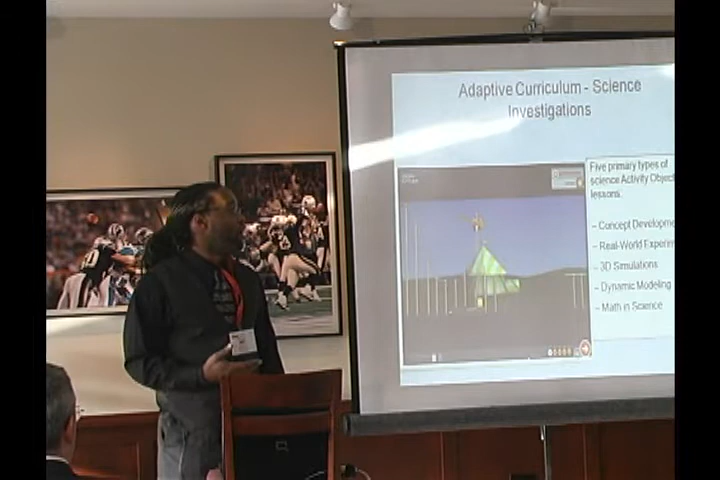 Adaptive Curriculum - Science
Investigations
Five primary types of
science Activity Object
lessons:
– Concept Developme
– Real-World Experim
– 3D Simulations
– Dynamic Modeling
– Math in Science